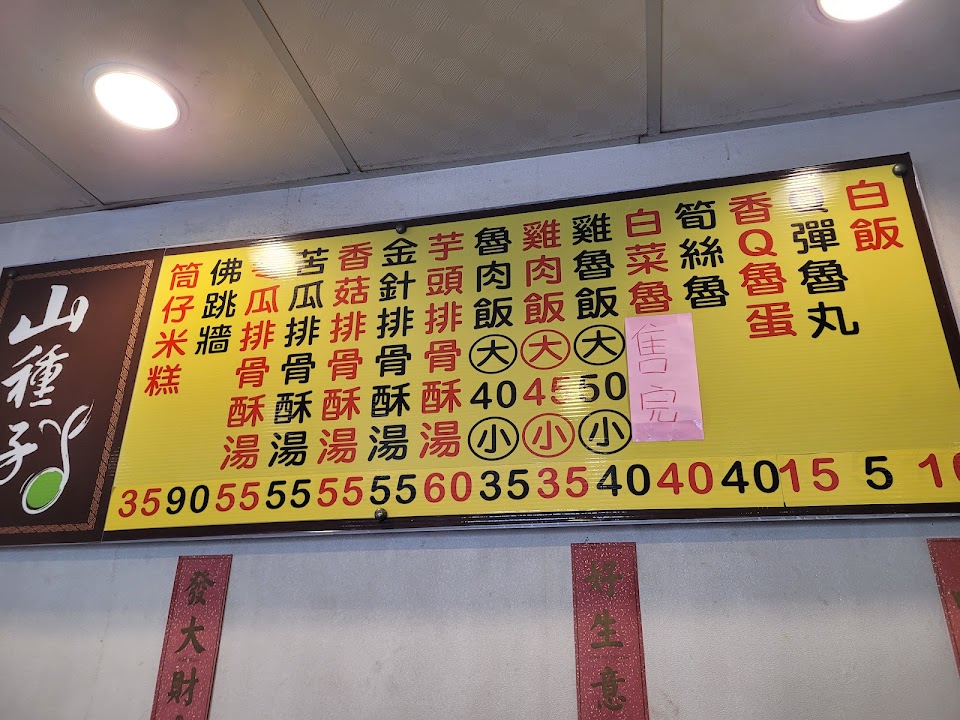 白飯
彈魯丸 5
香Q魯蛋 15
筍絲魯 40
白菜魯 40
售完
雞魯飯 大 50 小 40
雞肉飯 大 45 小 35
魯肉飯 大 40 小 35
芋頭排骨酥湯 60
金針排骨酥湯 55
香菇排骨酥湯 55
苦瓜排骨酥湯 55
瓜排骨酥湯 55
佛跳牆 90
筒仔米糕 35
山種子
好生意
發大財